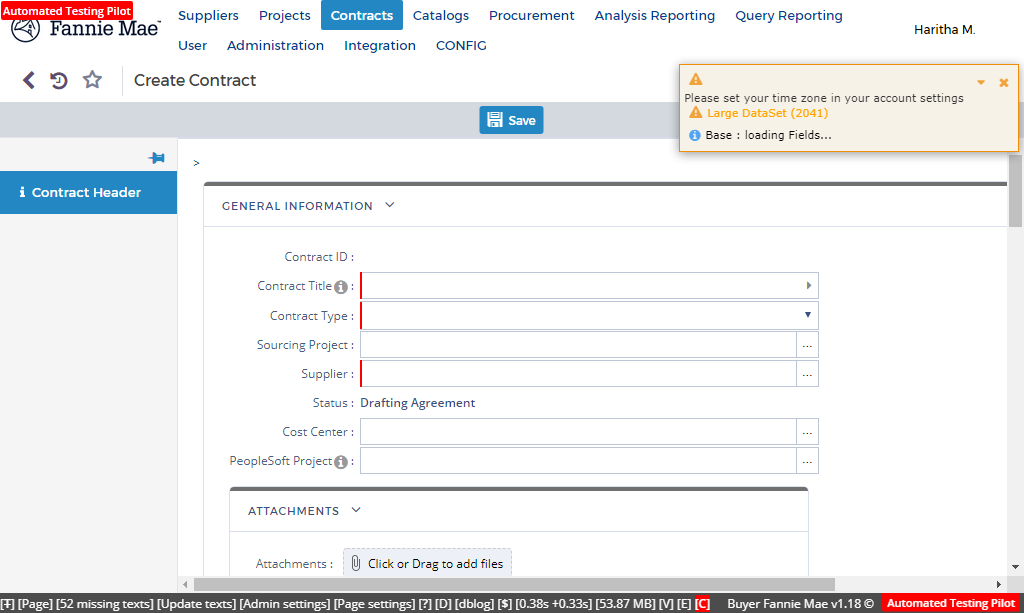 Automated Testing Pilot
Fannie Mae
Suppliers Projects Contracts Catalogs Procurement Analysis Reporting Query Reporting
User Administration Integration CONFIG
Haritha M.
Create Contract
Please set your time zone in your account settings
Large DataSet (2041)
Base : loading Fields...
Save
Contract Header
>
GENERAL INFORMATION
Contract ID :
Contract Title :
Contract Type :
Sourcing Project : ...
Supplier : ...
Status : Drafting Agreement
Cost Center : ...
PeopleSoft Project : ...
ATTACHMENTS
Attachments : Click or Drag to add files
[Ŧ] [Page] [52 missing texts] [Update texts] [Admin settings] [Page settings] [?] [D] [dblog] [$] [0.38s +0.33s] [53.87 MB] [V] [E] [C] Buyer Fannie Mae v1.18 © Automated Testing Pilot